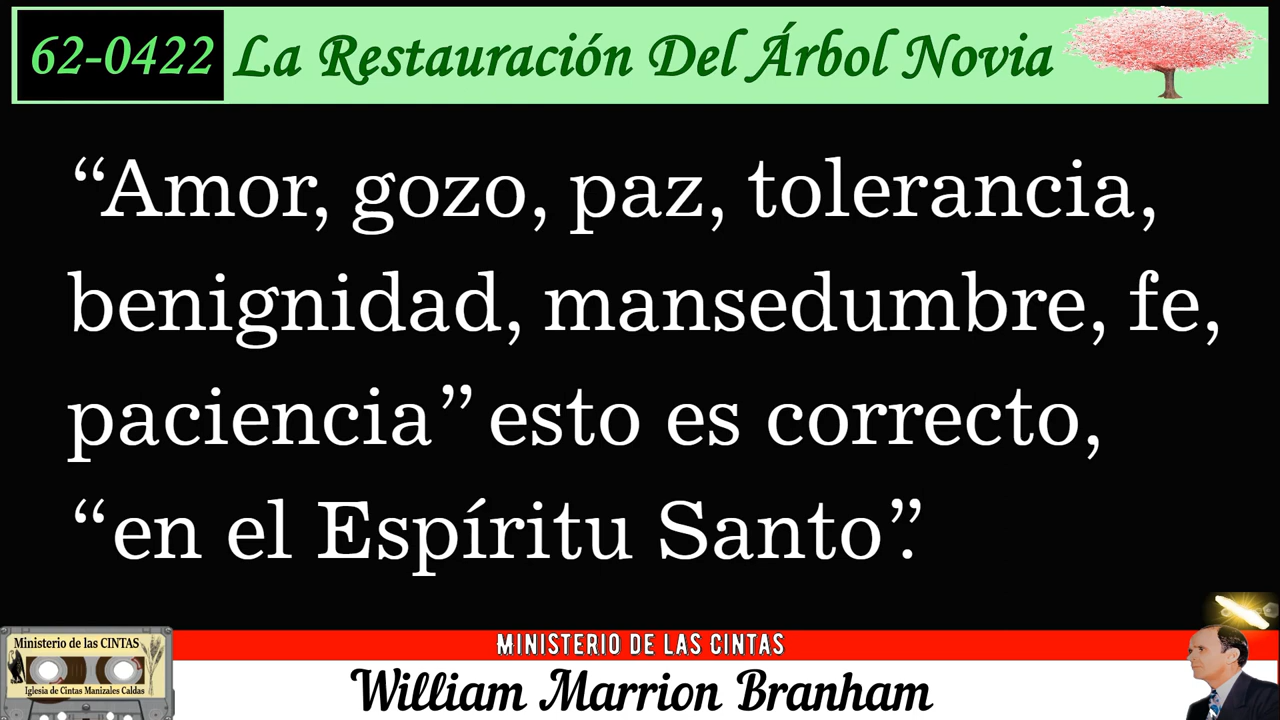 62-0422 La Restauración Del Árbol Novia
“Amor, gozo, paz, tolerancia,
benignidad, mansedumbre, fe,
paciencia” esto es correcto,
“en el Espíritu Santo”.
MINISTERIO DE LAS CINTAS
Ministerio de las CINTAS
Iglesia de Cintas Manizales Caldas
William Marrion Branham